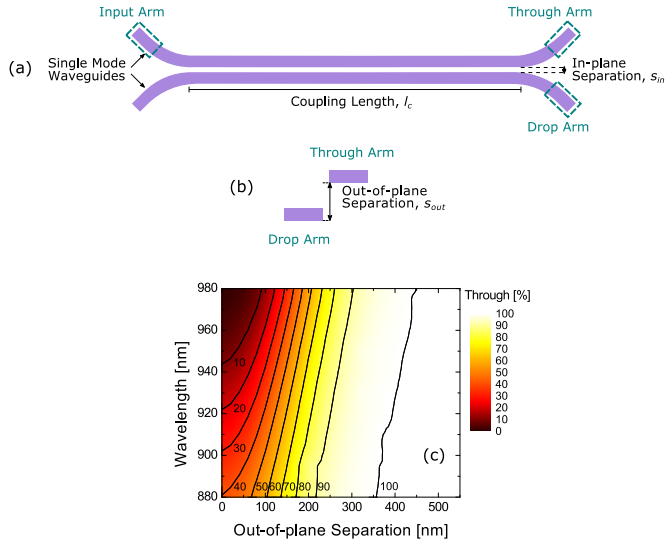 Input Arm
Through Arm
(a)
Single Mode
Waveguides
In-plane
Separation, s_in
Coupling Length, l_c
Drop Arm
Through Arm
(b)
Out-of-plane
Separation, s_out
Drop Arm
Through [%]
980
960
940
920
900
880
Wavelength [nm]
100
90
80
70
60
50
40
30
20
10
0
10
20
30
40
50
60
70
80
90
100
(c)
0
100
200
300
400
500
Out-of-plane Separation [nm]